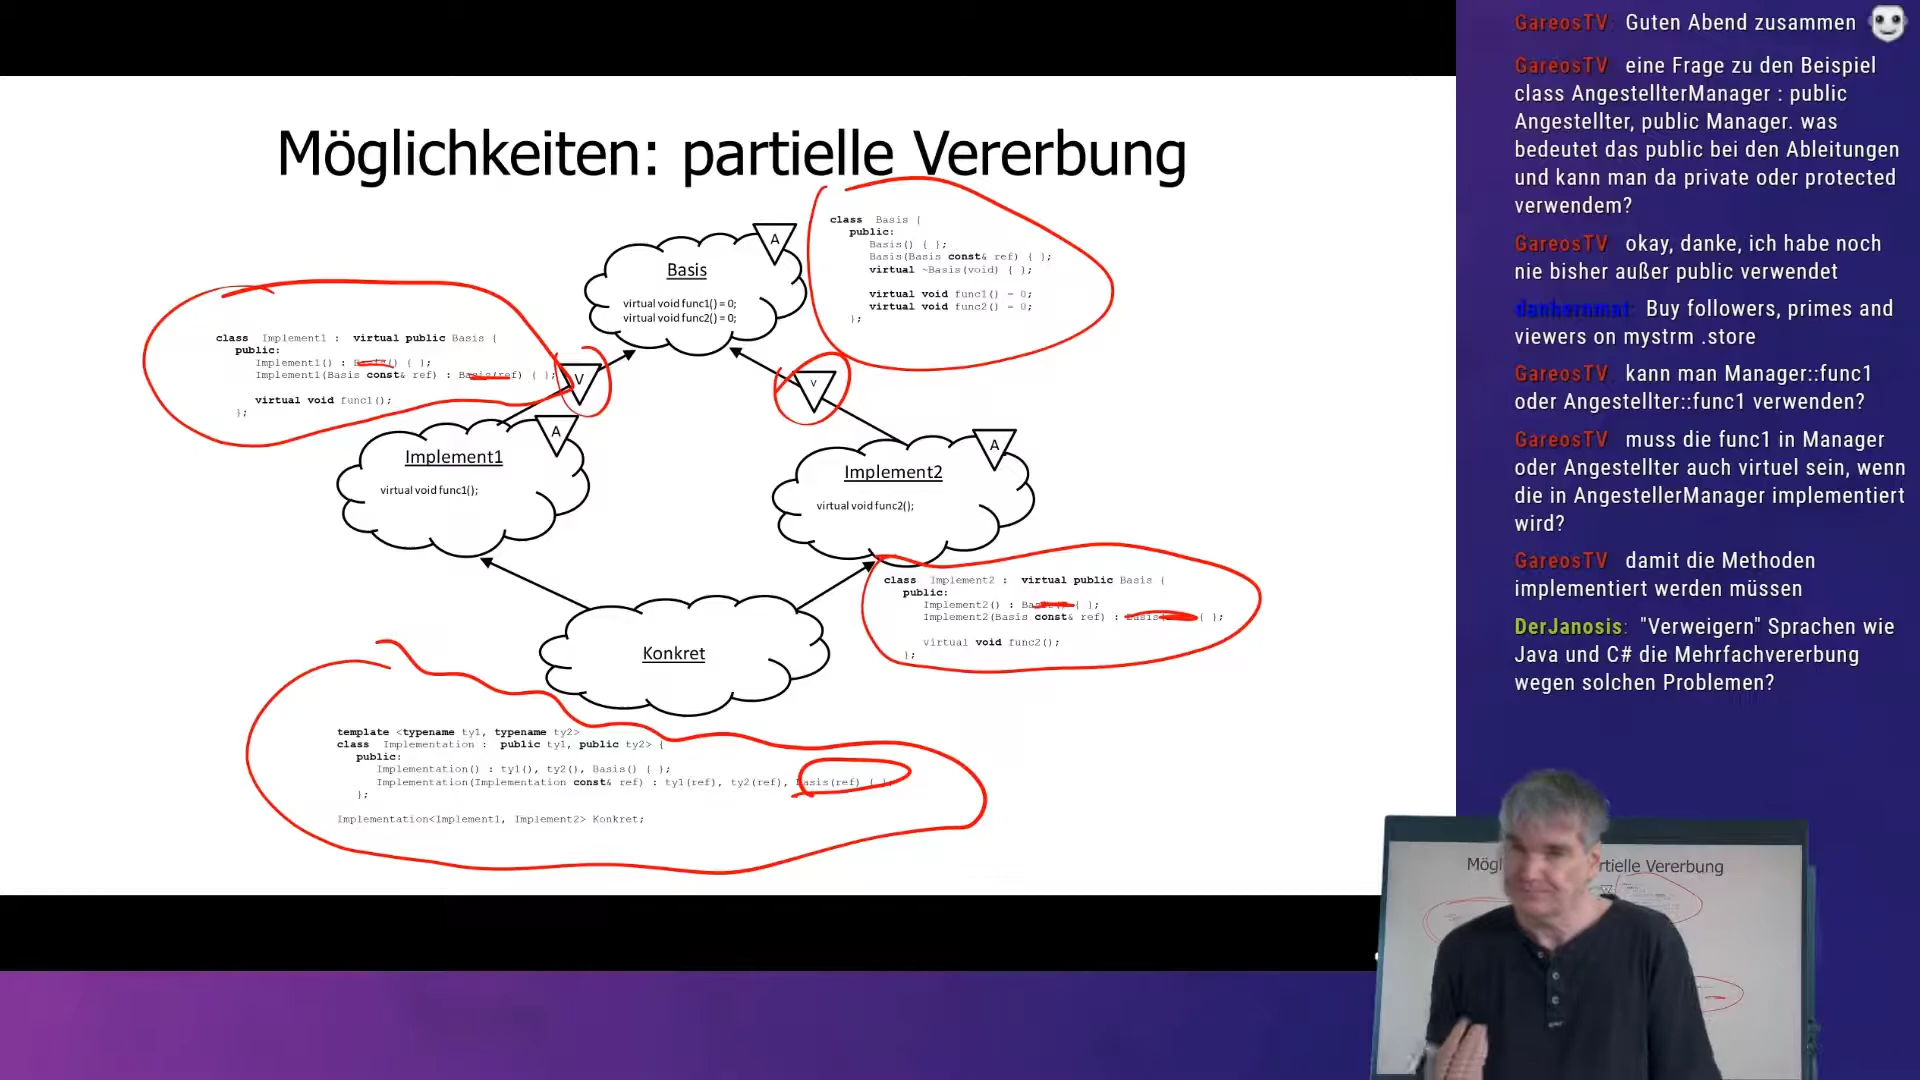 Möglichkeiten: partielle Vererbung
A
Basis
virtual void func1() = 0;
virtual void func2() = 0;
class Basis {
public:
Basis() { };
Basis(Basis const& ref) { };
virtual ~Basis(void) { };
virtual void func1() = 0;
virtual void func2() = 0;
};
class Implement1 : virtual public Basis {
public:
Implement1() : Basis() { };
Implement1(Basis const& ref) : Basis(ref) { };
virtual void func1();
};
V
V
A
Implement1
virtual void func1();
A
Implement2
virtual void func2();
class Implement2 : virtual public Basis {
public:
Implement2() : { };
Implement2(Basis const& ref) : { };
virtual void func2();
};
Konkret
template <typename ty1, typename ty2>
class Implementation : public ty1, public ty2> {
public:
Implementation() : ty1(), ty2(), Basis() { };
Implementation(Implementation const& ref) : ty1(ref), ty2(ref), Basis(ref) { };
};
Implementation<Implement1, Implement2> Konkret;
GareosTV: Guten Abend zusammen
GareosTV: eine Frage zu den Beispiel
class AngestellterManager : public
Angestellter, public Manager. was
bedeutet das public bei den Ableitungen
und kann man da private oder protected
verwendem?
GareosTV: okay, danke, ich habe noch
nie bisher außer public verwendet
danhernmat: Buy followers, primes and
viewers on mystrm .store
GareosTV: kann man Manager::func1
oder Angestellter::func1 verwenden?
GareosTV: muss die func1 in Manager
oder Angestellter auch virtuel sein, wenn
die in AngestellerManager implementiert
wird?
GareosTV: damit die Methoden
implementiert werden müssen
DerJanosis: "Verweigern" Sprachen wie
Java und C# die Mehrfachvererbung
wegen solchen Problemen?
rtielle Vererbung